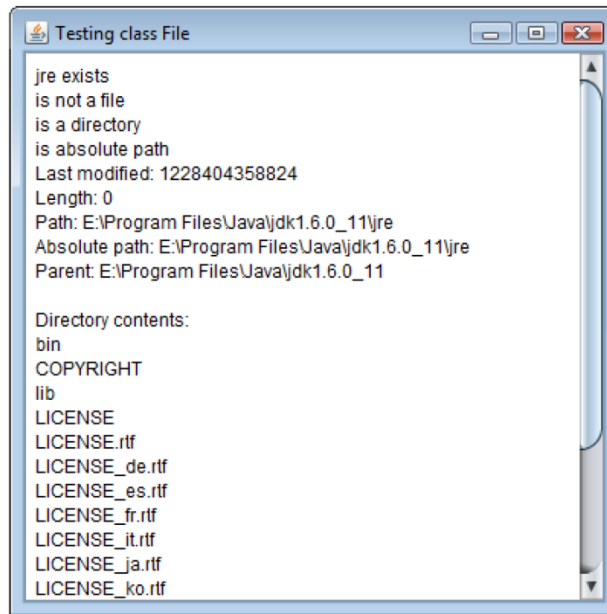 Testing class File
jre exists
is not a file
is a directory
is absolute path
Last modified: 1228404358824
Length: 0
Path: E:\Program Files\Java\jdk1.6.0_11\jre
Absolute path: E:\Program Files\Java\jdk1.6.0_11\jre
Parent: E:\Program Files\Java\jdk1.6.0_11
Directory contents:
bin
COPYRIGHT
lib
LICENSE
LICENSE.rtf
LICENSE_de.rtf
LICENSE_es.rtf
LICENSE_fr.rtf
LICENSE_it.rtf
LICENSE_ja.rtf
LICENSE_ko.rtf